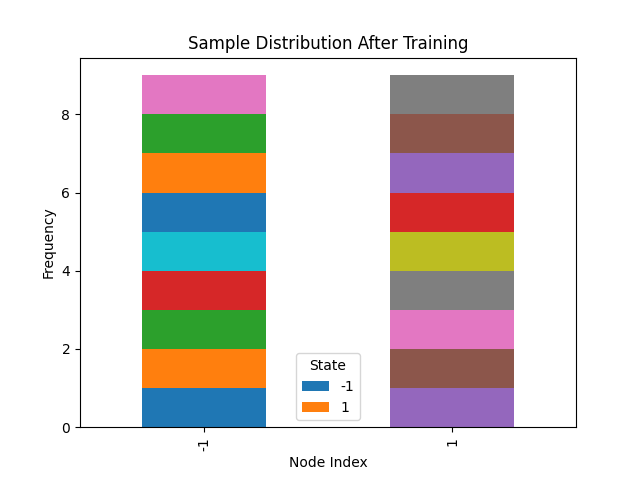 Sample Distribution After Training
Frequency
8
6
4
2
0
State
-1
1
-1
1
Node Index